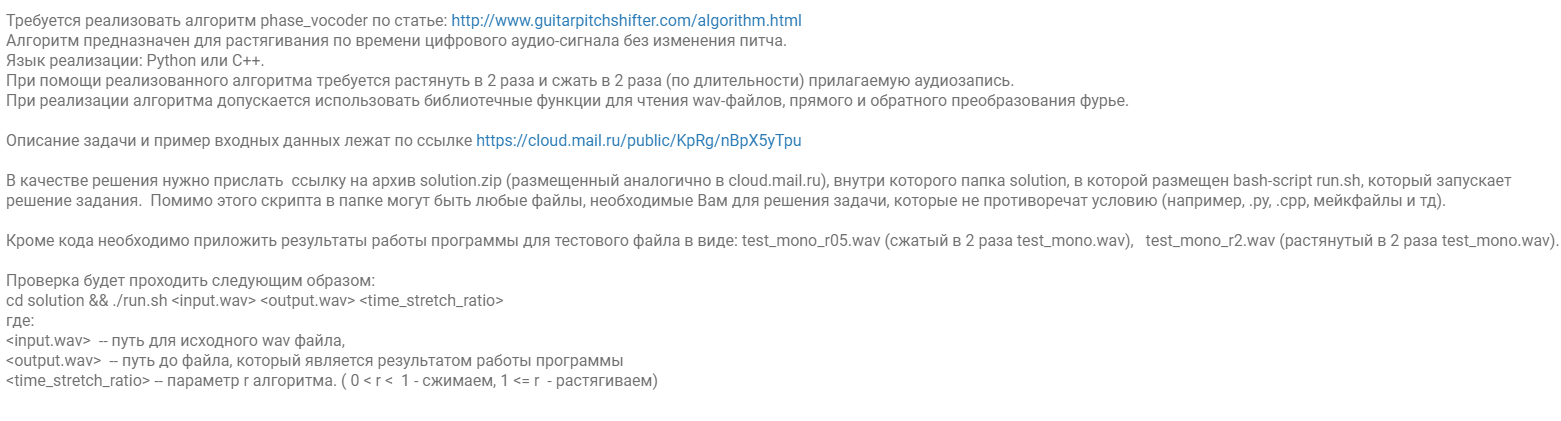 Требуется реализовать алгоритм phase_vocoder по статье: http://www.guitarpitchshifter.com/algorithm.html
Алгоритм предназначен для растягивания по времени цифрового аудио-сигнала без изменения питча.
Язык реализации: Python или C++.
При помощи реализованного алгоритма требуется растянуть в 2 раза и сжать в 2 раза (по длительности) прилагаемую аудиозапись.
При реализации алгоритма допускается использовать библиотечные функции для чтения wav-файлов, прямого и обратного преобразования фурье.
Описание задачи и пример входных данных лежат по ссылке https://cloud.mail.ru/public/KpRg/nBpX5yTpu
В качестве решения нужно прислать  ссылку на архив solution.zip (размещенный аналогично в cloud.mail.ru), внутри которого папка solution, в которой размещен bash-script run.sh, который запускает
решение задания.  Помимо этого скрипта в папке могут быть любые файлы, необходимые Вам для решения задачи, которые не противоречат условию (например, .py, .cpp, мейкфайлы и тд).
Кроме кода необходимо приложить результаты работы программы для тестового файла в виде: test_mono_r05.wav (сжатый в 2 раза test_mono.wav),   test_mono_r2.wav (растянутый в 2 раза test_mono.wav).
Проверка будет проходить следующим образом:
cd solution && ./run.sh <input.wav> <output.wav> <time_stretch_ratio>
где:
<input.wav>  -- путь для исходного wav файла,
<output.wav>  -- путь до файла, который является результатом работы программы
<time_stretch_ratio> -- параметр r алгоритма. ( 0 < r <  1 - сжимаем, 1 <= r  - растягиваем)